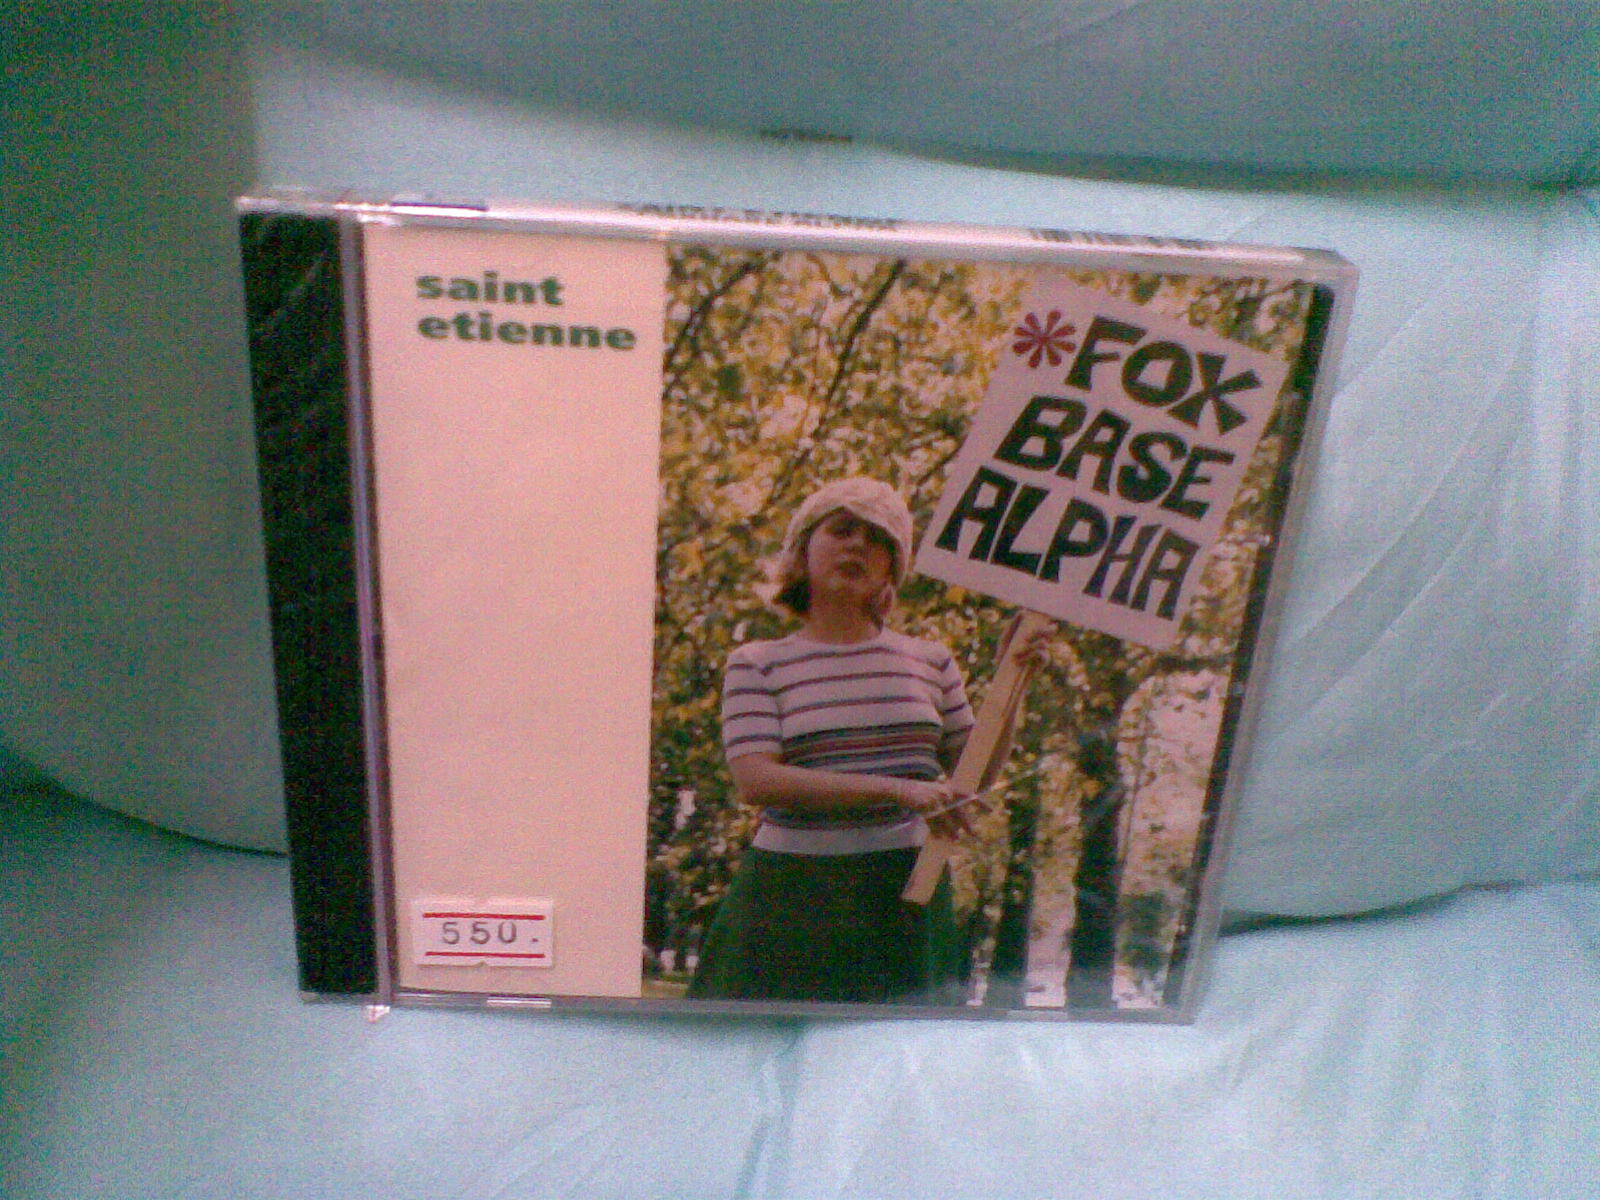 saint
etienne
*FOX
BASE
ALPHA
550.